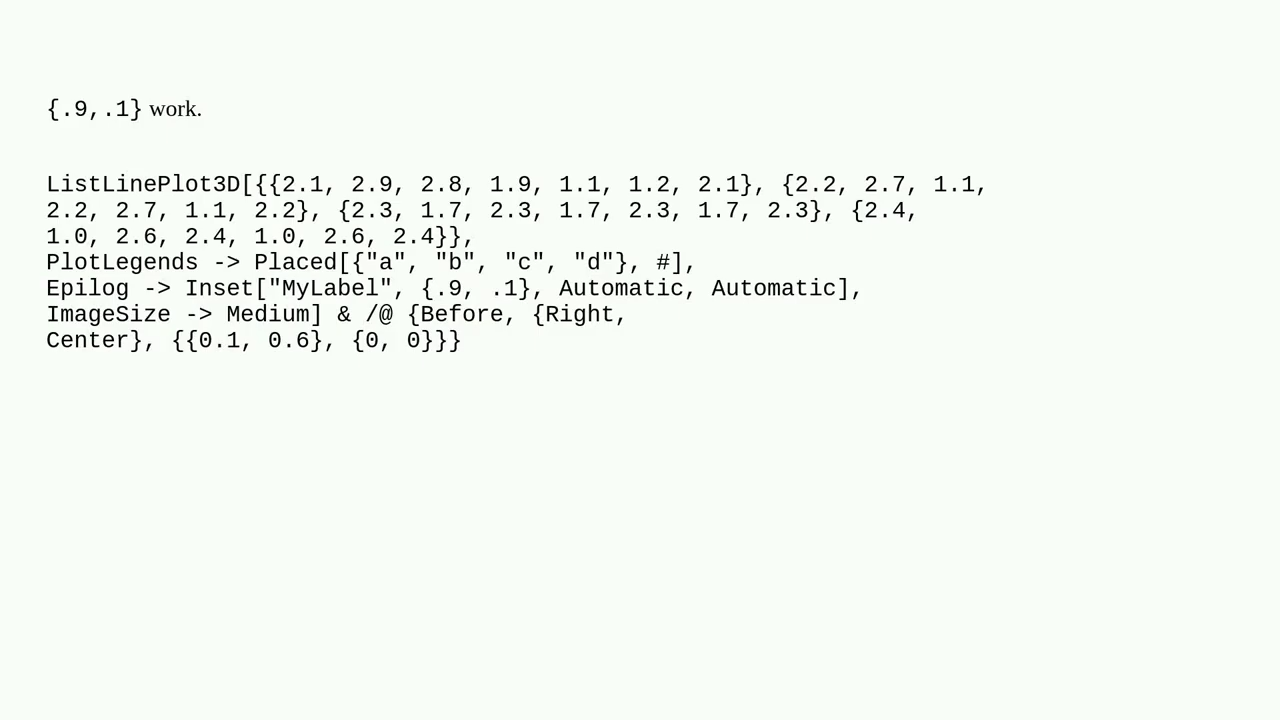 {.9,.1} work.
ListLinePlot3D[{{2.1, 2.9, 2.8, 1.9, 1.1, 1.2, 2.1}, {2.2, 2.7, 1.1,
2.2, 2.7, 1.1, 2.2}, {2.3, 1.7, 2.3, 1.7, 2.3, 1.7, 2.3}, {2.4,
1.0, 2.6, 2.4, 1.0, 2.6, 2.4}},
PlotLegends -> Placed[{"a", "b", "c", "d"}, #],
Epilog -> Inset["MyLabel", {.9, .1}, Automatic, Automatic],
ImageSize -> Medium] & /@ {Before, {Right,
Center}, {{0.1, 0.6}, {0, 0}}}